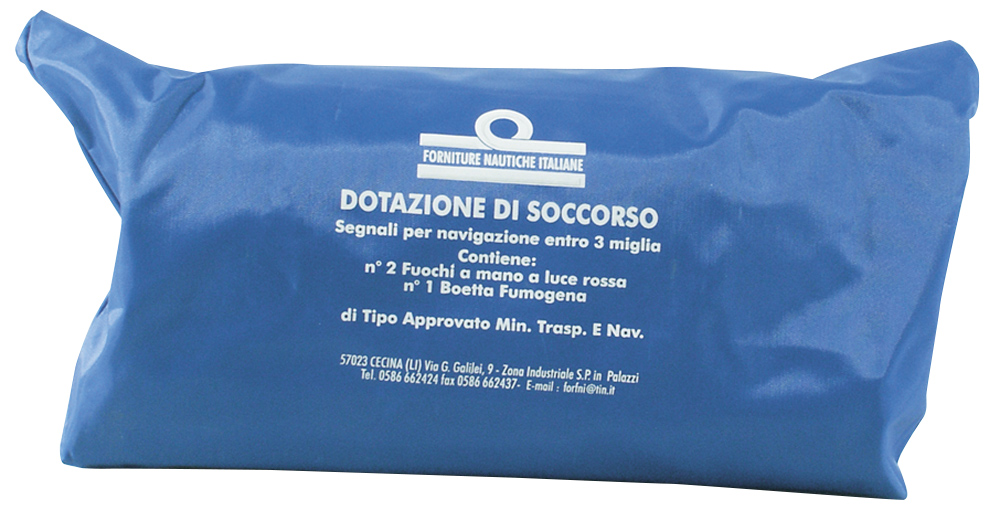 FORNITURE NAUTICHE ITALIANE
DOTAZIONE DI SOCCORSO
Segnali per navigazione entro 3 miglia
Contiene:
n° 2 Fuochi a mano a luce rossa
n° 1 Boetta Fumogena
di Tipo Approvato Min. Trasp. E Nav.
57023 CECINA (LI) Via G. Galilei, 9 - Zona Industriale S.P. in Palazzi
Tel. 0586 662424 fax 0586 662437- E-mail : forfni@tin.it